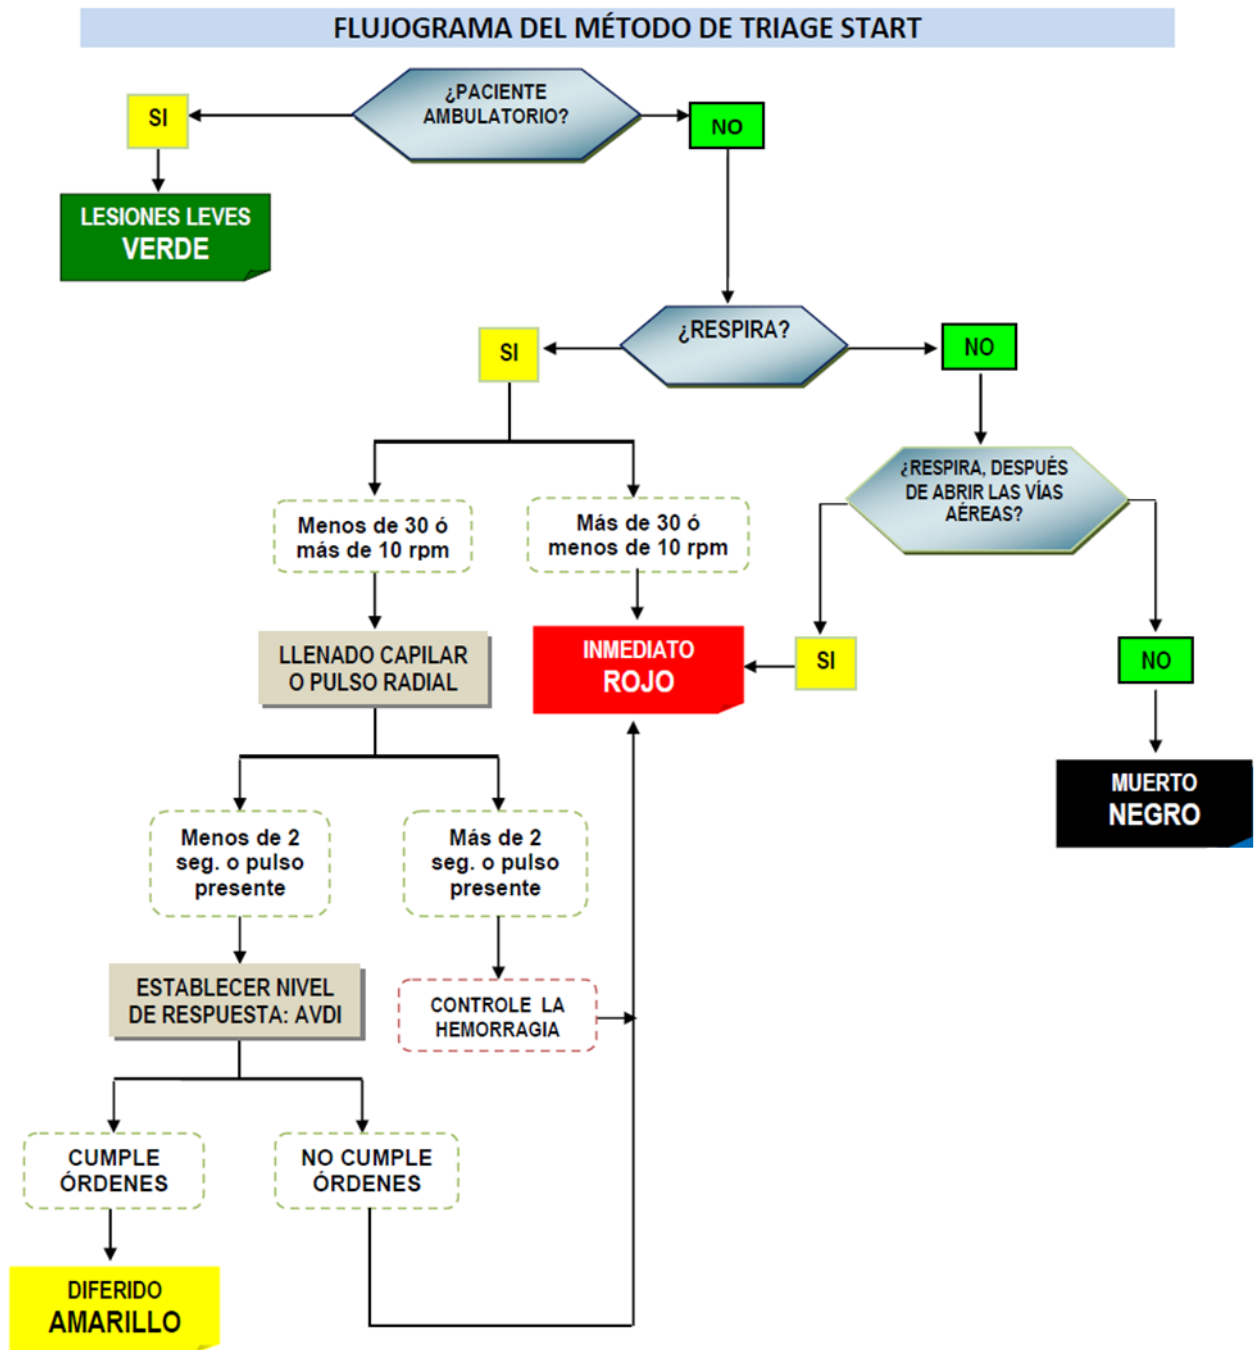 FLUJOGRAMA DEL MÉTODO DE TRIAGE START
¿PACIENTE
AMBULATORIO?
SI
NO
LESIONES LEVES
VERDE
¿RESPIRA?
SI
NO
¿RESPIRA, DESPUÉS
DE ABRIR LAS VÍAS
AÉREAS?
Menos de 30 ó
más de 10 rpm
Más de 30 ó
menos de 10 rpm
LLENADO CAPILAR
O PULSO RADIAL
INMEDIATO
ROJO
SI
NO
MUERTO
NEGRO
Menos de 2
seg. o pulso
presente
Más de 2
seg. o pulso
presente
ESTABLECER NIVEL
DE RESPUESTA: AVDI
CONTROLE LA
HEMORRAGIA
CUMPLE
ÓRDENES
NO CUMPLE
ÓRDENES
DIFERIDO
AMARILLO